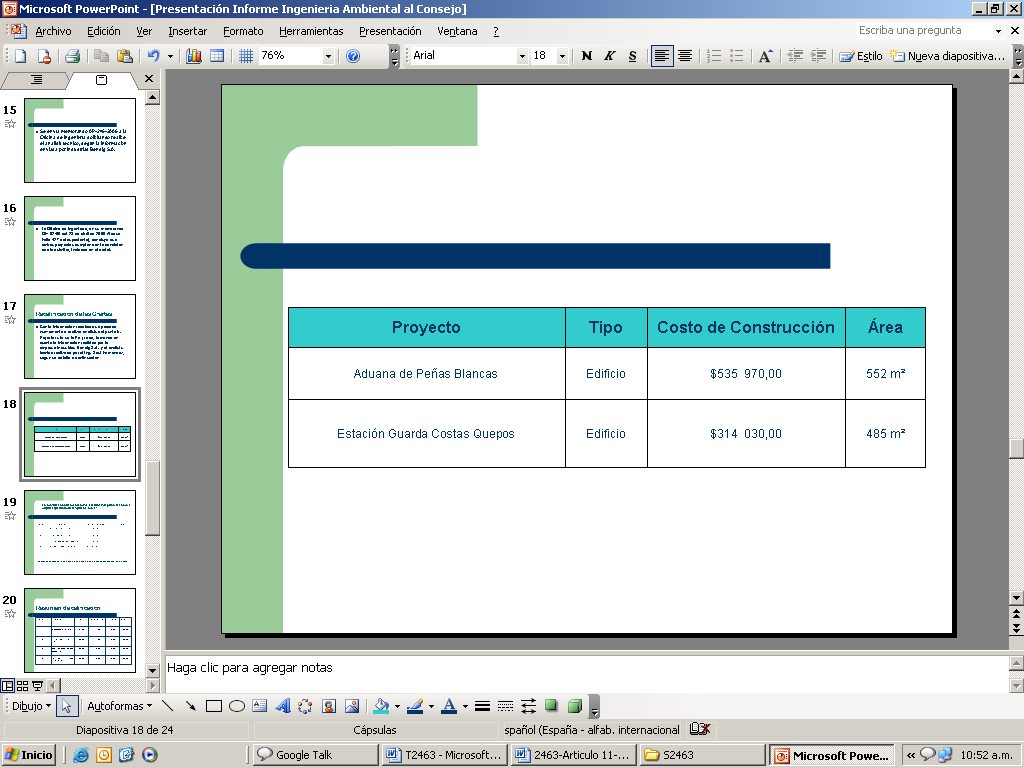 Microsoft PowerPoint - [Presentación Informe Ingenieria Ambiental al Consejo]
Archivo Edición Ver Insertar Formato Herramientas Presentación Ventana ? Escriba una pregunta
76% Arial 18 N K S Estilo Nueva diapositiva...
15
16
17
18
19
20
Proyecto Tipo Costo de Construcción Área
Aduana de Peñas Blancas Edificio $535 970,00 552 m²
Estación Guarda Costas Quepos Edificio $314 030,00 485 m²
Haga clic para agregar notas
Dibujo Autoformas
Diapositiva 18 de 24 Cápsulas spañol (España - alfab. internacional
Inicio Google Talk T2463 - Microsoft... 2463-Articulo 11-... S2463 Microsoft Powe... « 10:52 a.m.